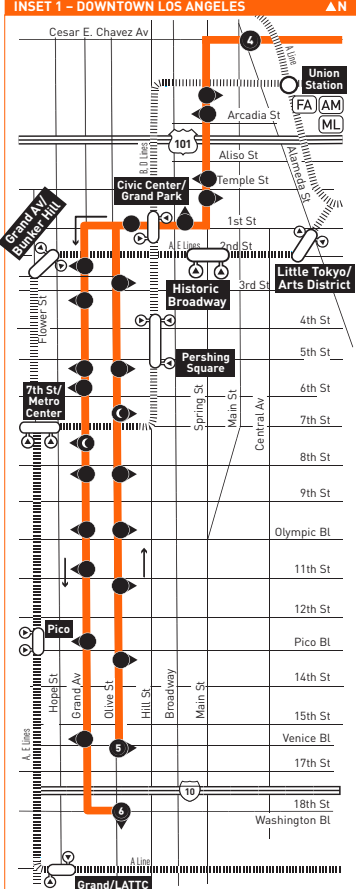 INSET 1 – DOWNTOWN LOS ANGELES
▲N
Cesar E. Chavez Av
4
A Line
Union
Station
FA
AM
ML
Arcadia St
101
B, D Lines
Aliso St
Alameda St
Temple St
Civic Center/
Grand Park
Grand Av/
Bunker Hill
1st St
A, E Lines
2nd St
Little Tokyo/
Arts District
Historic
Broadway
3rd St
Flower St
4th St
Pershing
Square
5th St
6th St
7th St/
Metro
Center
Spring St
Main St
Central Av
7th St
8th St
9th St
Olympic Bl
11th St
12th St
Pico
Pico Bl
Hope St
Grand Av
Olive St
Hill St
Broadway
Main St
14th St
15th St
A, E Lines
5
Venice Bl
17th St
10
6
18th St
Washington Bl
A Line
Grand/LATTC